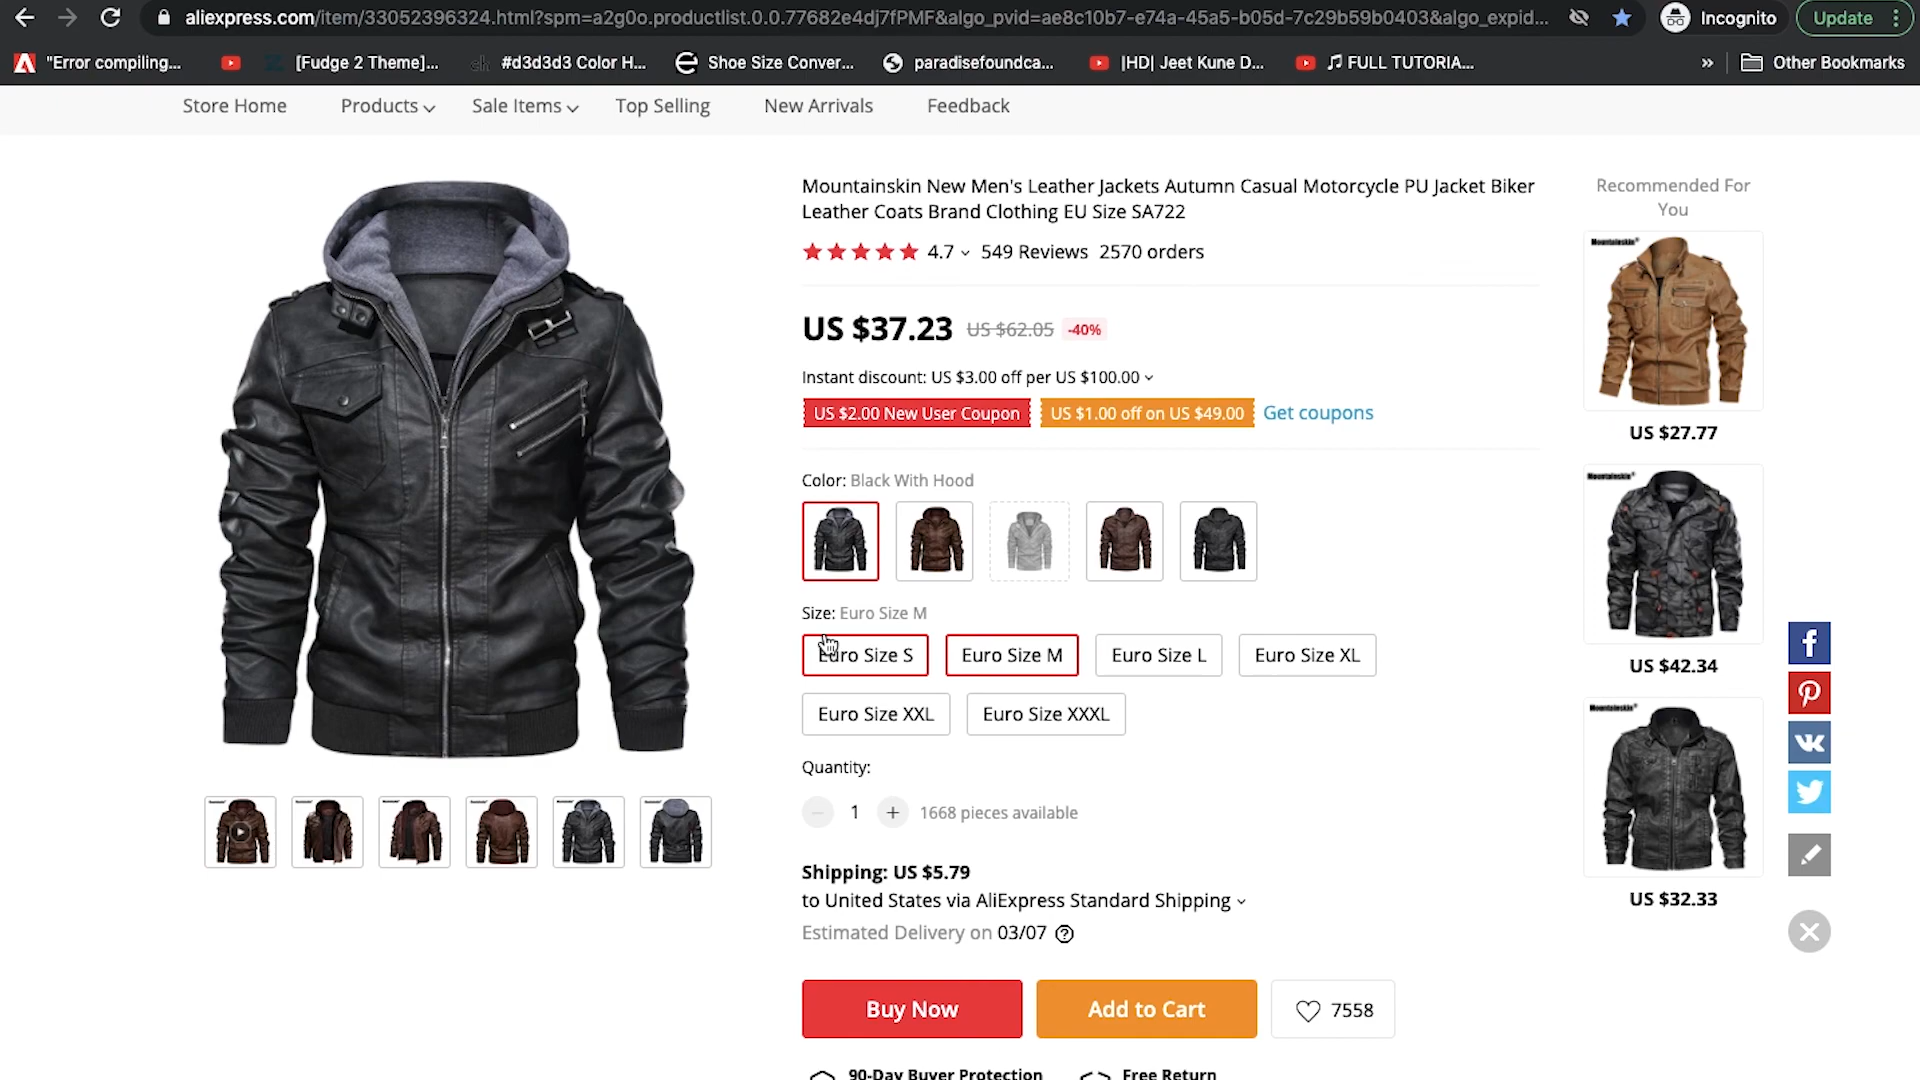 aliexpress.com/item/33052396324.html?spm=a2g0o.productlist.0.0.77682e4dj7fPMF&algo_pvid=ae8c10b7-e74a-45a5-b05d-7c29b59b0403&algo_expid...
Incognito
Update
"Error compiling...
[Fudge 2 Theme]...
#d3d3d3 Color H...
Shoe Size Conver...
paradisefoundca...
|HD| Jeet Kune D...
🎵 FULL TUTORIA...
»
Other Bookmarks
Store Home
Products
Sale Items
Top Selling
New Arrivals
Feedback
Mountainskin New Men's Leather Jackets Autumn Casual Motorcycle PU Jacket Biker
Leather Coats Brand Clothing EU Size SA722
4.7
549 Reviews
2570 orders
US $37.23
US $62.05
-40%
Instant discount: US $3.00 off per US $100.00
US $2.00 New User Coupon
US $1.00 off on US $49.00
Get coupons
Color: Black With Hood
Size: Euro Size M
Euro Size S
Euro Size M
Euro Size L
Euro Size XL
Euro Size XXL
Euro Size XXXL
Quantity:
1
1668 pieces available
Shipping: US $5.79
to United States via AliExpress Standard Shipping
Estimated Delivery on 03/07
Buy Now
Add to Cart
7558
90-Day Buyer Protection
Free Return
Recommended For
You
Mountainskin
US $27.77
Mountainskin
US $42.34
Mountainskin
US $32.33